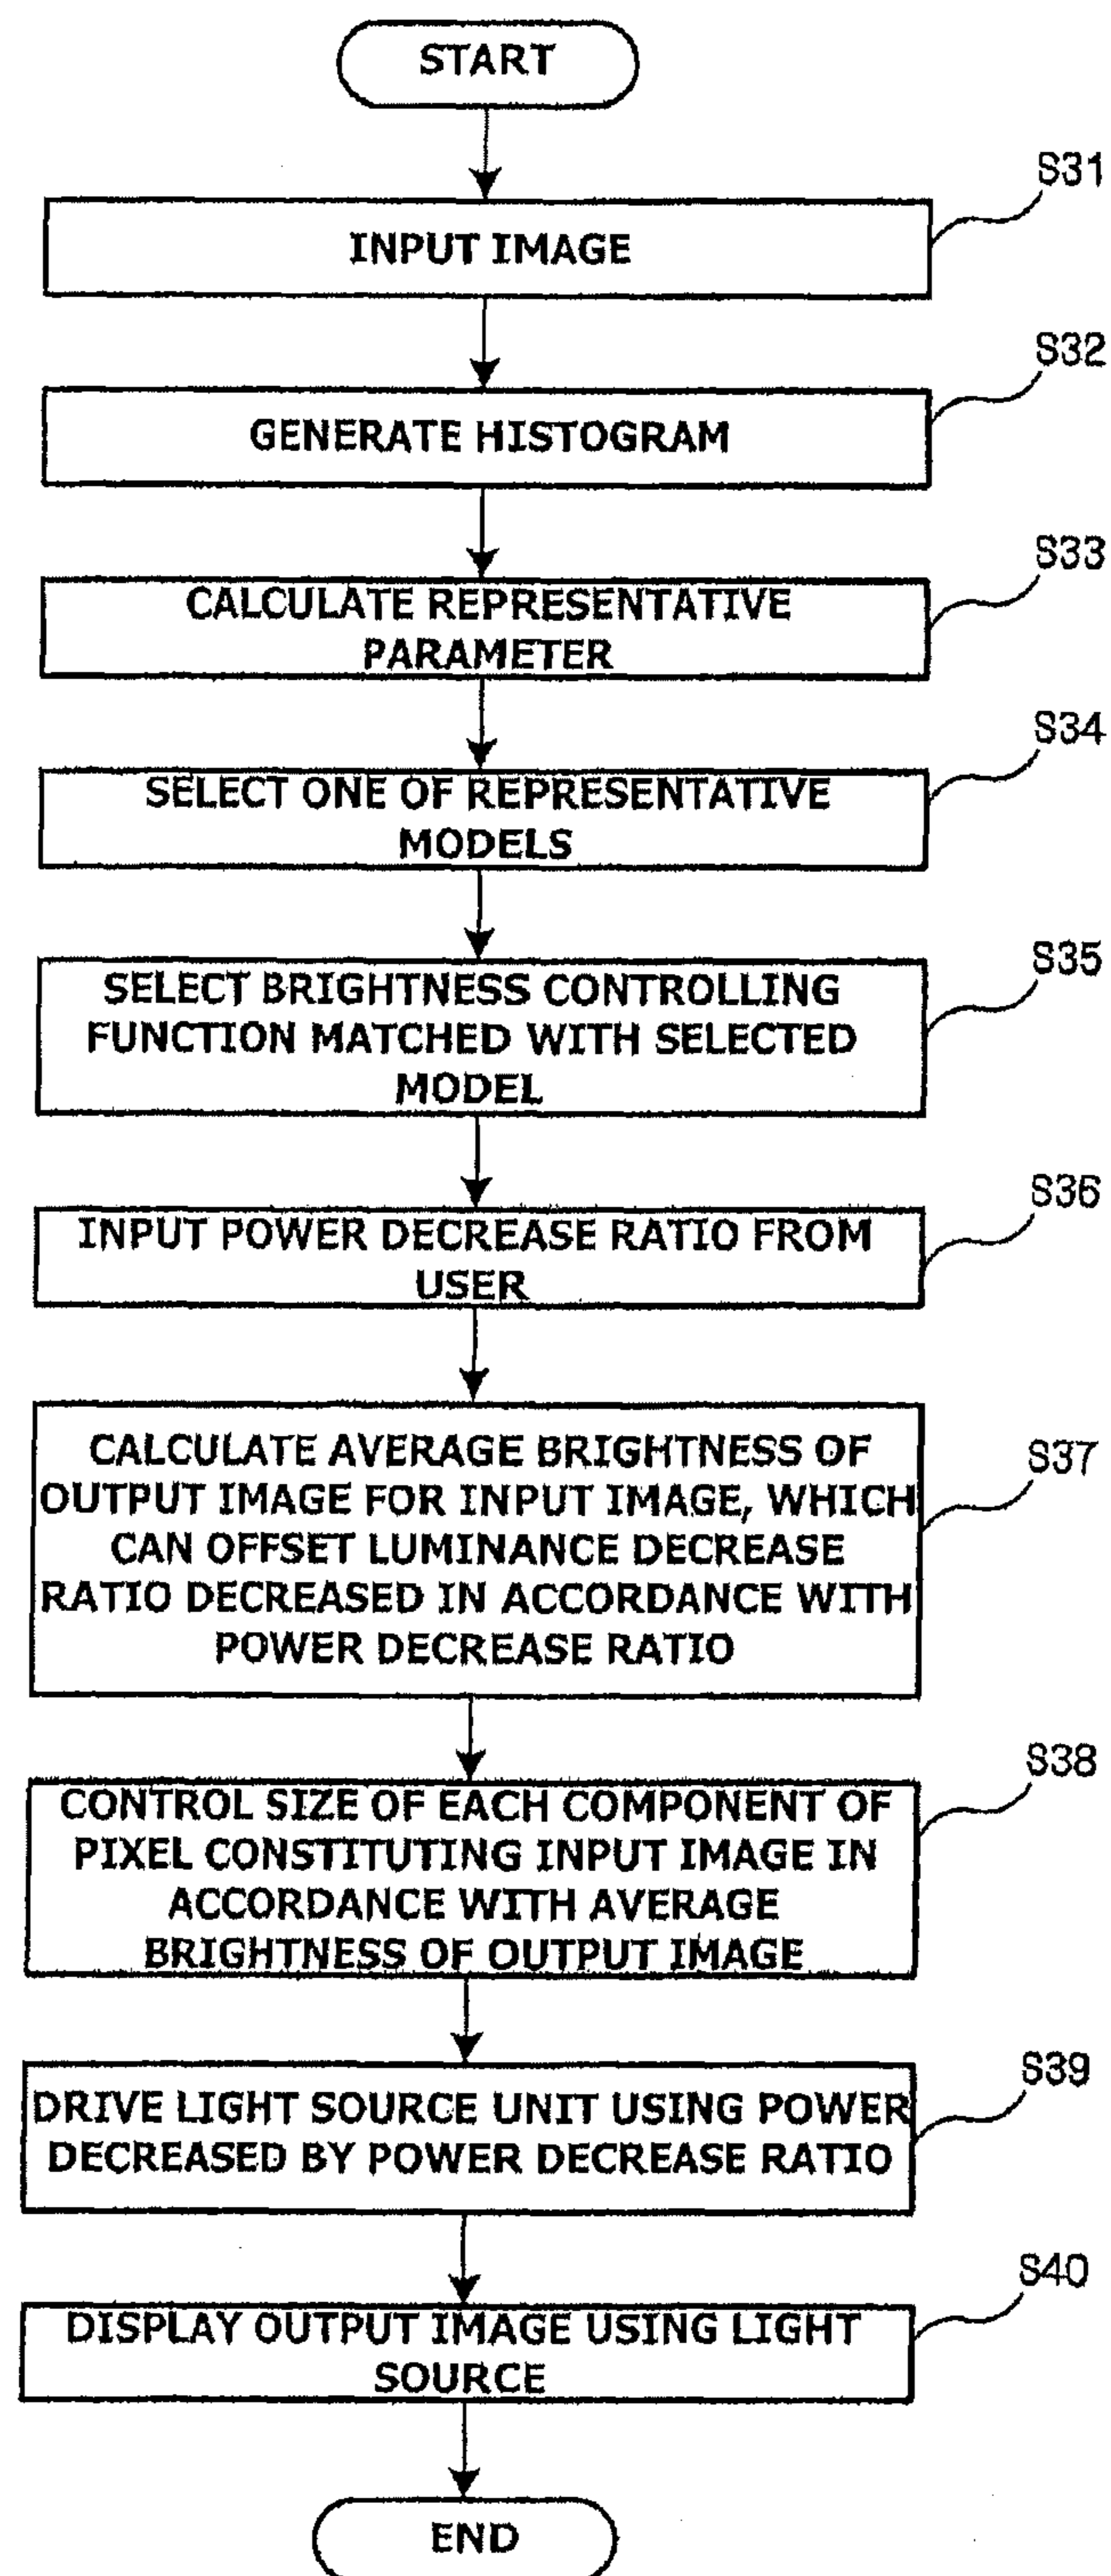 START
S31
INPUT IMAGE
S32
GENERATE HISTOGRAM
S33
CALCULATE REPRESENTATIVE
PARAMETER
S34
SELECT ONE OF REPRESENTATIVE
MODELS
S35
SELECT BRIGHTNESS CONTROLLING
FUNCTION MATCHED WITH SELECTED
MODEL
S36
INPUT POWER DECREASE RATIO FROM
USER
S37
CALCULATE AVERAGE BRIGHTNESS OF
OUTPUT IMAGE FOR INPUT IMAGE, WHICH
CAN OFFSET LUMINANCE DECREASE
RATIO DECREASED IN ACCORDANCE WITH
POWER DECREASE RATIO
S38
CONTROL SIZE OF EACH COMPONENT OF
PIXEL CONSTITUTING INPUT IMAGE IN
ACCORDANCE WITH AVERAGE
BRIGHTNESS OF OUTPUT IMAGE
S39
DRIVE LIGHT SOURCE UNIT USING POWER
DECREASED BY POWER DECREASE RATIO
S40
DISPLAY OUTPUT IMAGE USING LIGHT
SOURCE
END